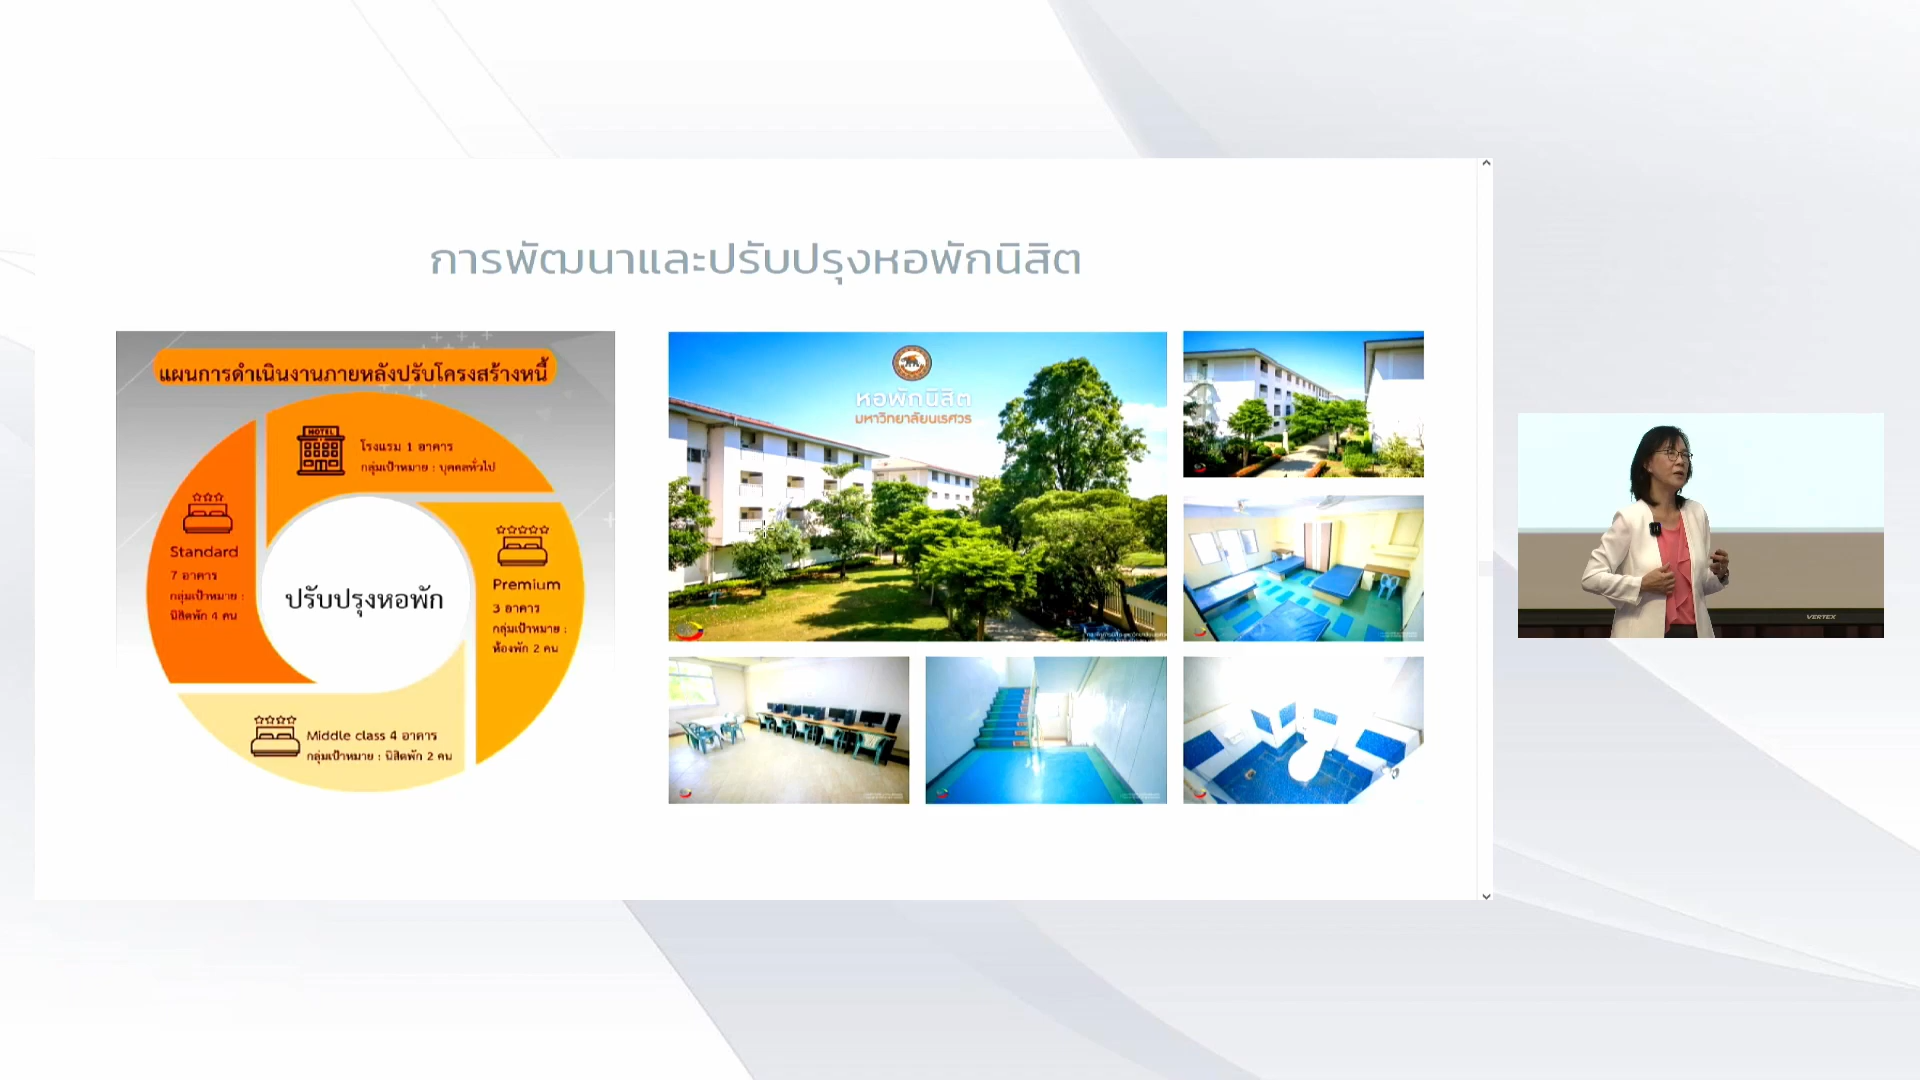 การพัฒนาและปรับปรุงหอพักนิสิต
แผนการดำเนินงานภายหลังปรับโครงสร้างหนี้
HOTEL
โรงแรม 1 อาคาร
กลุ่มเป้าหมาย : บุคคลทั่วไป
Standard
7 อาคาร
กลุ่มเป้าหมาย :
นิสิตพัก 4 คน
ปรับปรุงหอพัก
Premium
3 อาคาร
กลุ่มเป้าหมาย :
ห้องพัก 2 คน
Middle class 4 อาคาร
กลุ่มเป้าหมาย : นิสิตพัก 2 คน
หอพักนิสิต
มหาวิทยาลัยนเรศวร
VERTEX